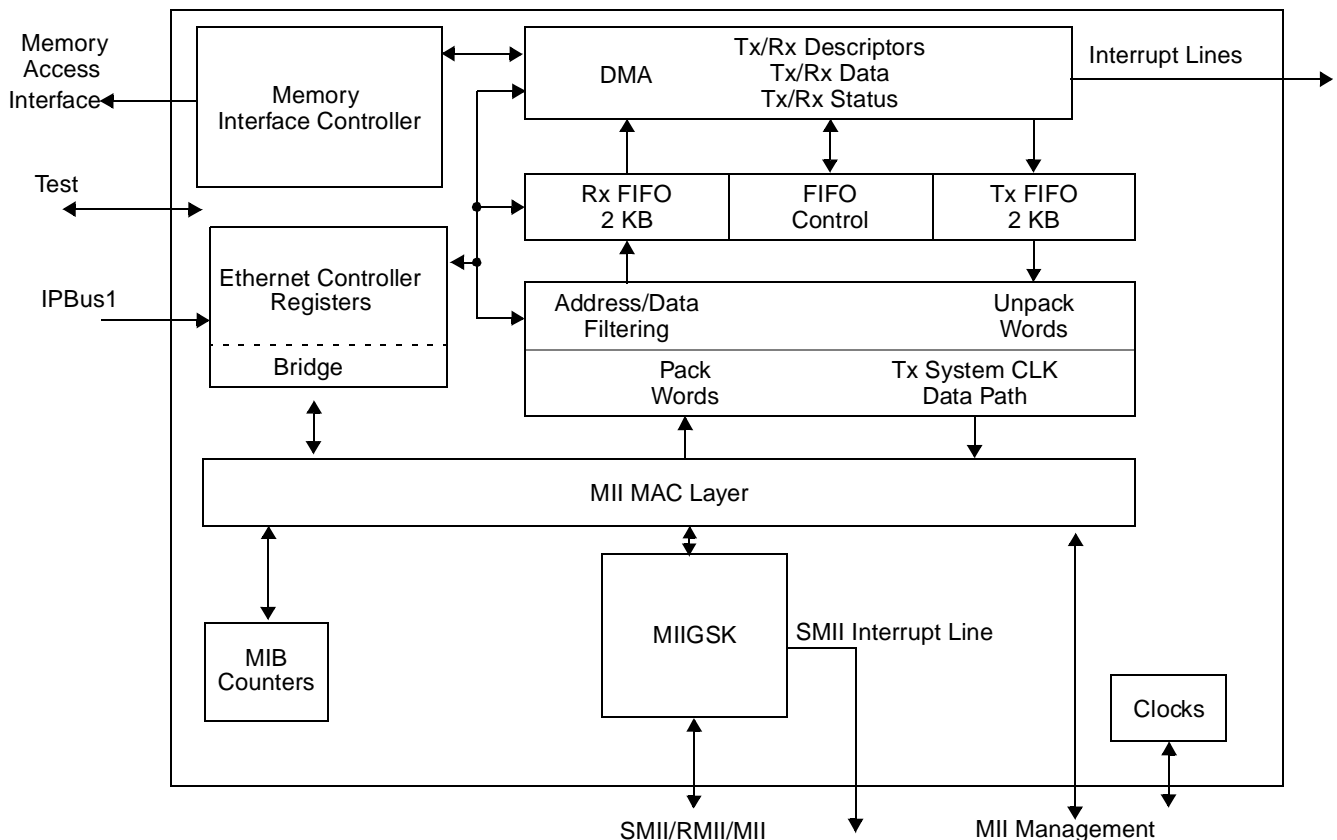 Memory
Access
Interface
Memory
Interface Controller
DMA
Tx/Rx Descriptors
Tx/Rx Data
Tx/Rx Status
Interrupt Lines
Test
Rx FIFO
2 KB
FIFO
Control
Tx FIFO
2 KB
IPBus1
Ethernet Controller
Registers
Bridge
Address/Data
Filtering
Unpack
Words
Pack
Words
Tx System CLK
Data Path
MII MAC Layer
MIB
Counters
MIIGSK
SMII Interrupt Line
Clocks
SMII/RMII/MII
MII Management